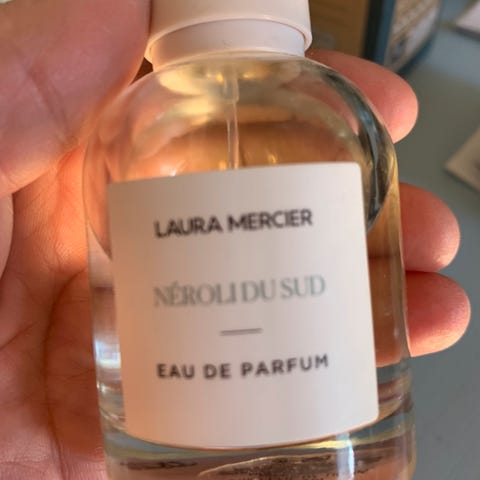 LAURA MERCIER
NÉROLI DU SUD
EAU DE PARFUM